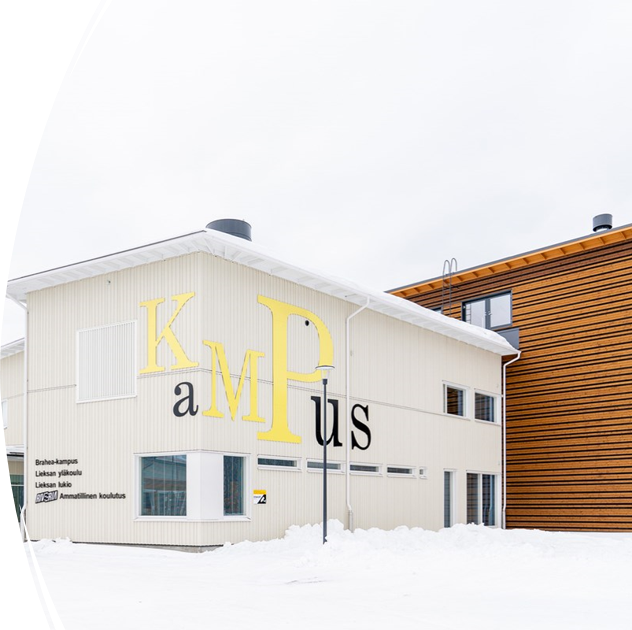 KaMPus
Brahea-kampus
Lieksan yläkoulu
Lieksan lukio
Ammatillinen koulutus